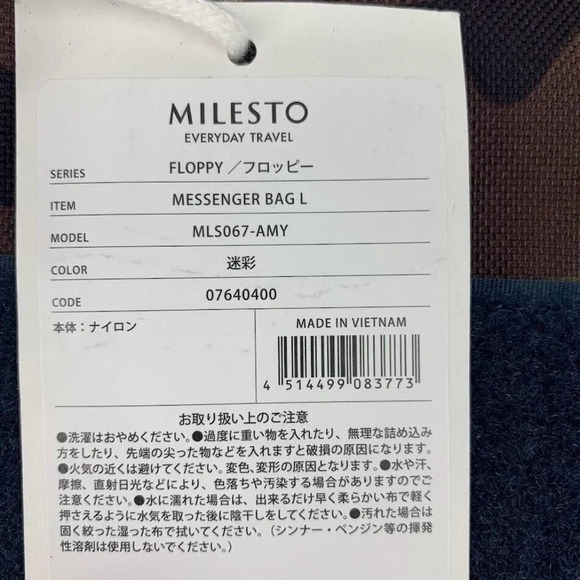 MILESTO
EVERYDAY TRAVEL
SERIES FLOPPY／フロッピー
ITEM MESSENGER BAG L
MODEL MLS067-AMY
COLOR 迷彩
CODE 07640400
本体：ナイロン
MADE IN VIETNAM
4 514499 083773
お取り扱い上のご注意
●洗濯はおやめください。●過度に重い物を入れたり、無理な詰め込み
方をしたり、先端の尖った物などを入れますと破損の原因になります。
●火気の近くは避けてください。変色、変形の原因となります。●水や汗、
摩擦、直射日光などにより、色落ちや汚染する場合がありますのでご
注意ください。●水に濡れた場合は、出来るだけ早く柔らかい布で軽く
押さえるように水気を取った後に陰干しをしてください。●汚れた場合は
固く絞った湿った布で拭いてください。（シンナー・ベンジン等の揮発
性溶剤は使用しないでください。）